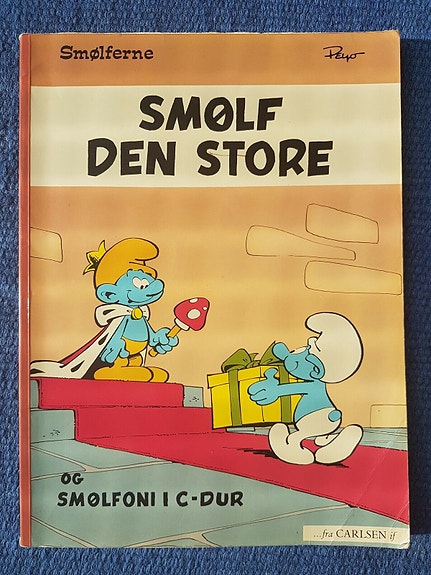 Smølferne
Peyo
SMØLF
DEN STORE
OG
SMØLFONI I C-DUR
...fra CARLSEN if